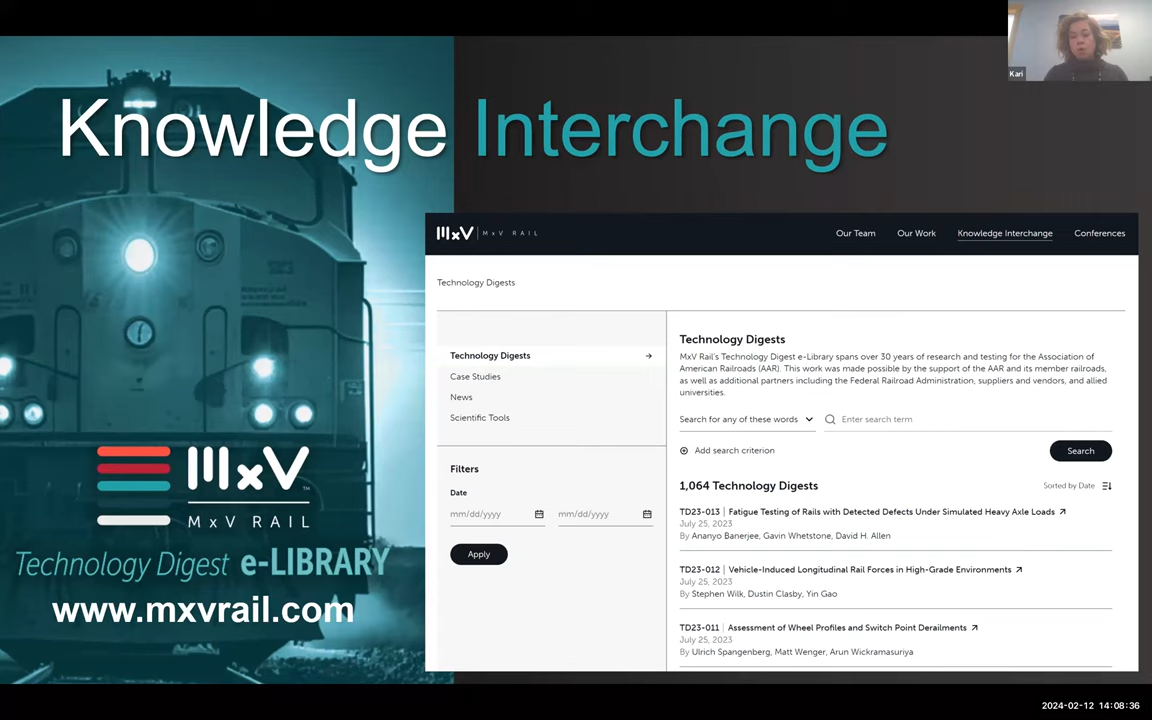 Kari
Knowledge Interchange
MxV | MxV RAIL
Our Team
Our Work
Knowledge Interchange
Conferences
Technology Digests
Technology Digests
Case Studies
News
Scientific Tools
Filters
Date
mm/dd/yyyy
mm/dd/yyyy
Apply
Technology Digests
MxV Rail's Technology Digest e-Library spans over 30 years of research and testing for the Association of
American Railroads (AAR). This work was made possible by the support of the AAR and its member railroads,
as well as additional partners including the Federal Railroad Administration, suppliers and vendors, and allied
universities.
Search for any of these words
Enter search term
Add search criterion
Search
1,064 Technology Digests
Sorted by Date
TD23-013 | Fatigue Testing of Rails with Detected Defects Under Simulated Heavy Axle Loads
July 25, 2023
By Ananyo Banerjee, Gavin Whetstone, David H. Allen
TD23-012 | Vehicle-Induced Longitudinal Rail Forces in High-Grade Environments
July 25, 2023
By Stephen Wilk, Dustin Clasby, Yin Gao
TD23-011 | Assessment of Wheel Profiles and Switch Point Derailments
July 25, 2023
By Ulrich Spangenberg, Matt Wenger, Arun Wickramasuriya
MxV™
MxV RAIL
Technology Digest e-LIBRARY
www.mxvrail.com
2024-02-12 14:08:36